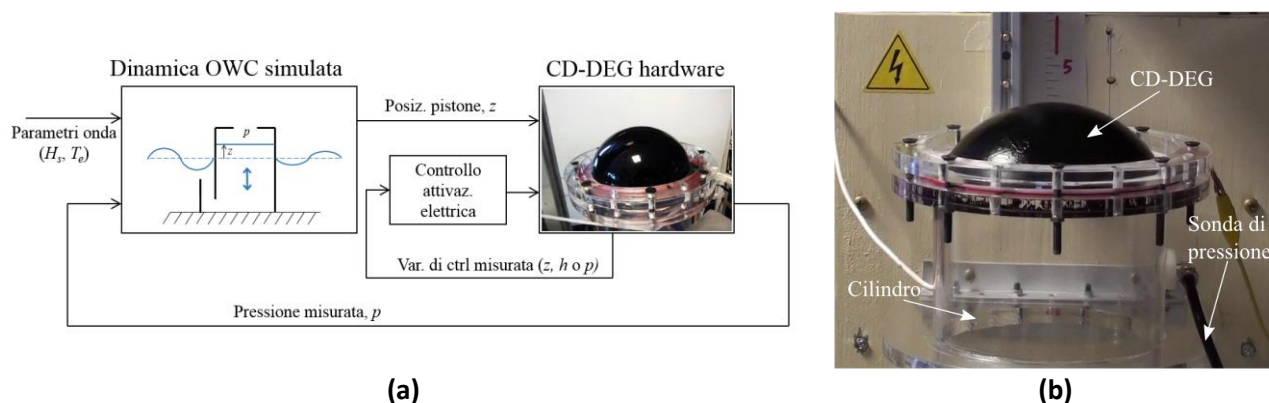 Dinamica OWC simulata
CD-DEG hardware
Parametri onda
(Hs, Te)
p
z
Posiz. pistone, z
Controllo
attivaz.
elettrica
Var. di ctrl misurata (z, h o p)
Pressione misurata, p
(a)
5
CD-DEG
Sonda di
pressione
Cilindro
(b)